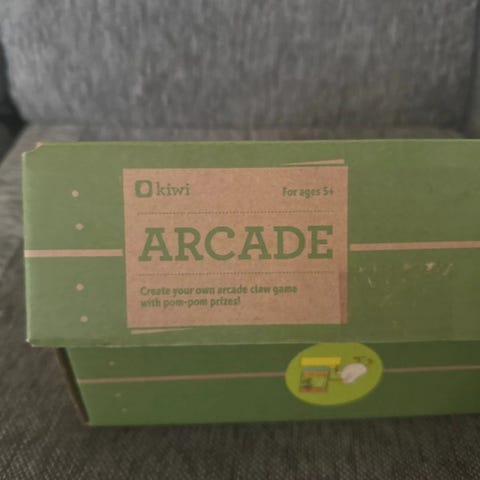 kiwi
For ages 5+
ARCADE
Create your own arcade claw game
with pom-pom prizes!